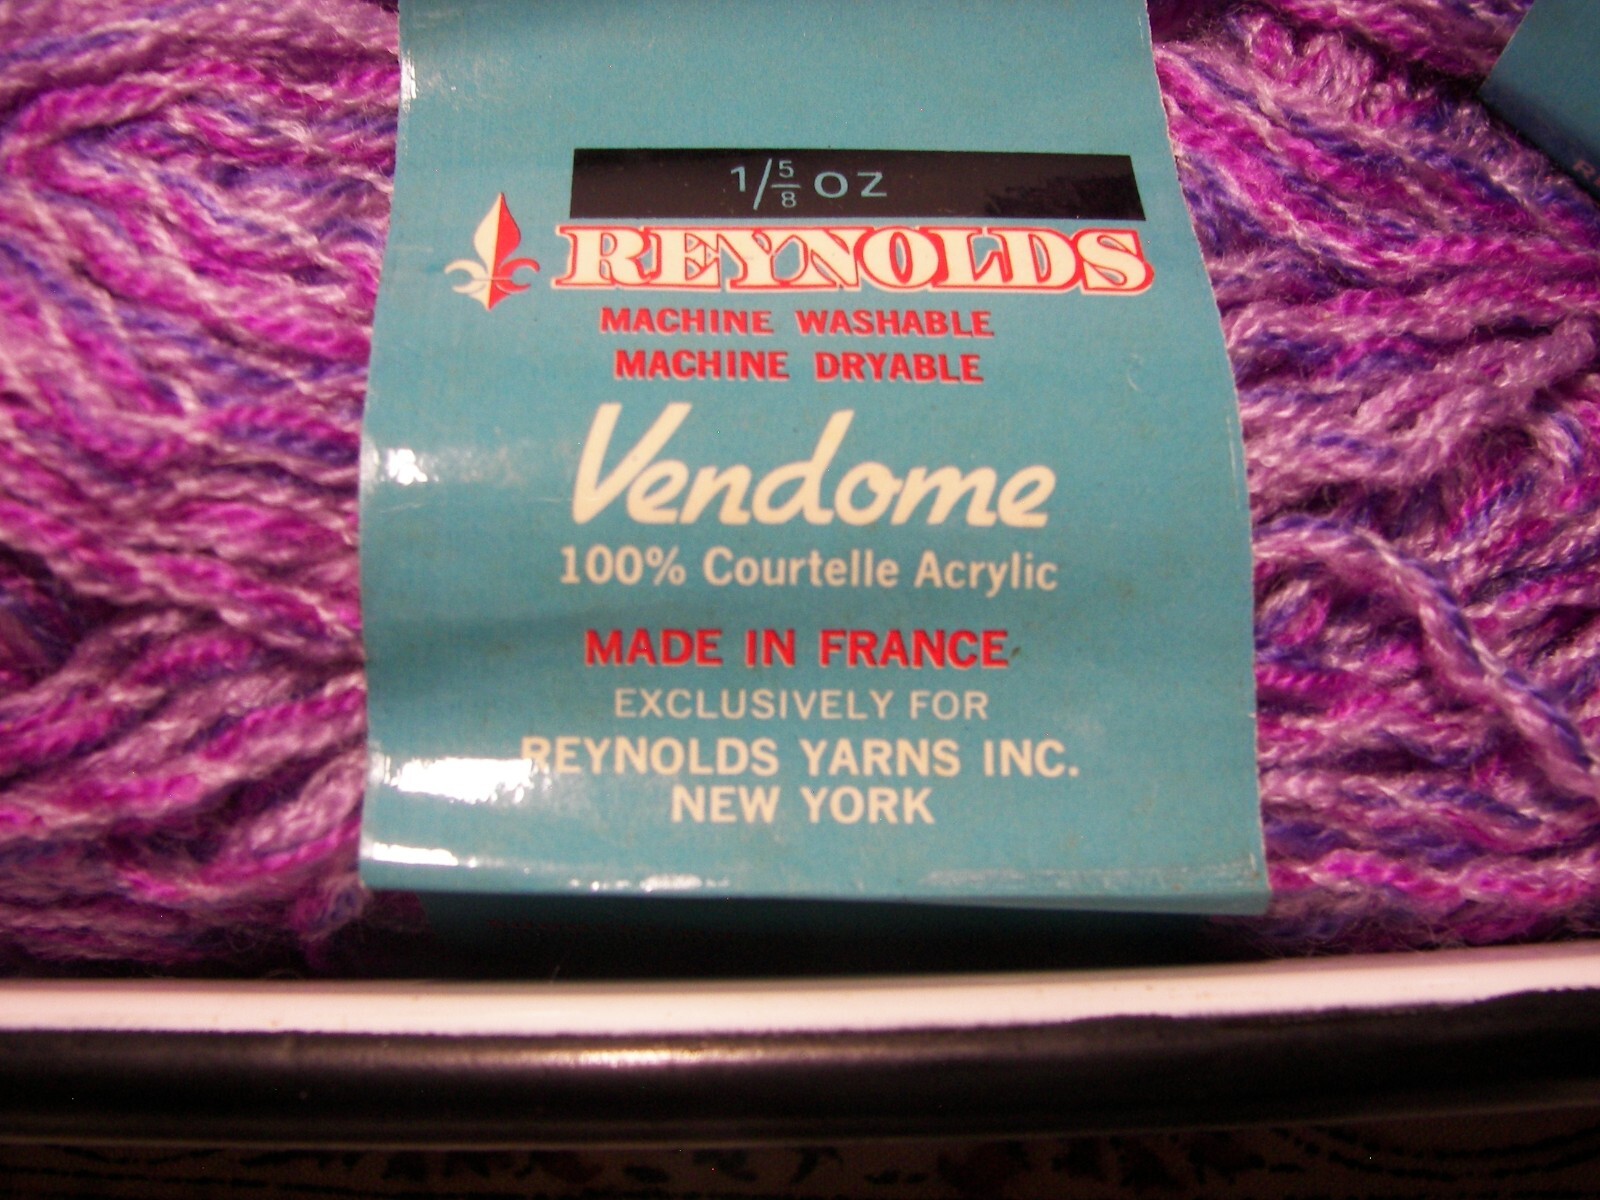 1/5/8 OZ
REYNOLDS
MACHINE WASHABLE
MACHINE DRYABLE
Vendome
100% Courtelle Acrylic
MADE IN FRANCE
EXCLUSIVELY FOR
REYNOLDS YARNS INC.
NEW YORK